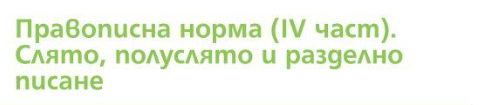 Правописна норма (IV част).
Слято, полуслято и разделно
писане